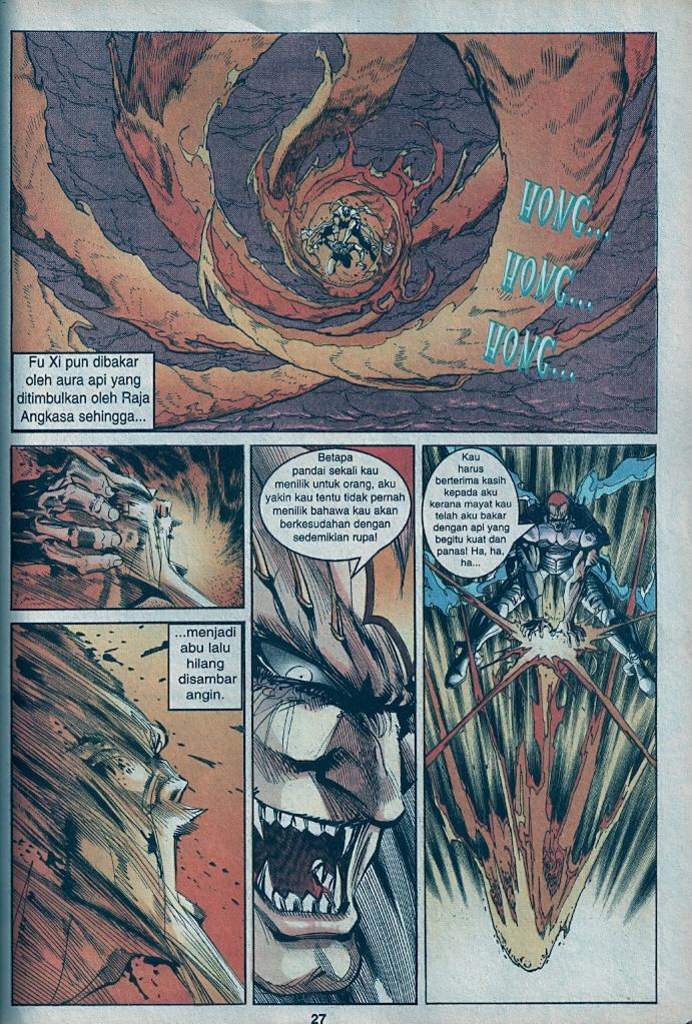 HONG...
HONG...
HONG...
Fu Xi pun dibakar
oleh aura api yang
ditimbulkan oleh Raja
Angkasa sehingga...
...menjadi
abu lalu
hilang
disambar
angin.
Betapa
pandai sekali kau
menilik untuk orang, aku
yakin kau tentu tidak pernah
menilik bahawa kau akan
berkesudahan dengan
sedemikian rupa!
Kau
harus
berterima kasih
kepada aku
kerana mayat kau
telah aku bakar
dengan api yang
begitu kuat dan
panas! Ha, ha,
ha...
27